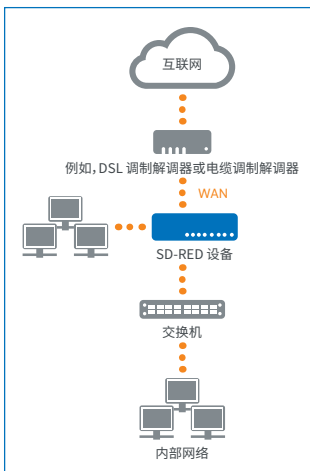 互联网
例如，DSL 调制解调器或电缆调制解调器
WAN
SD-RED 设备
交换机
内部网络